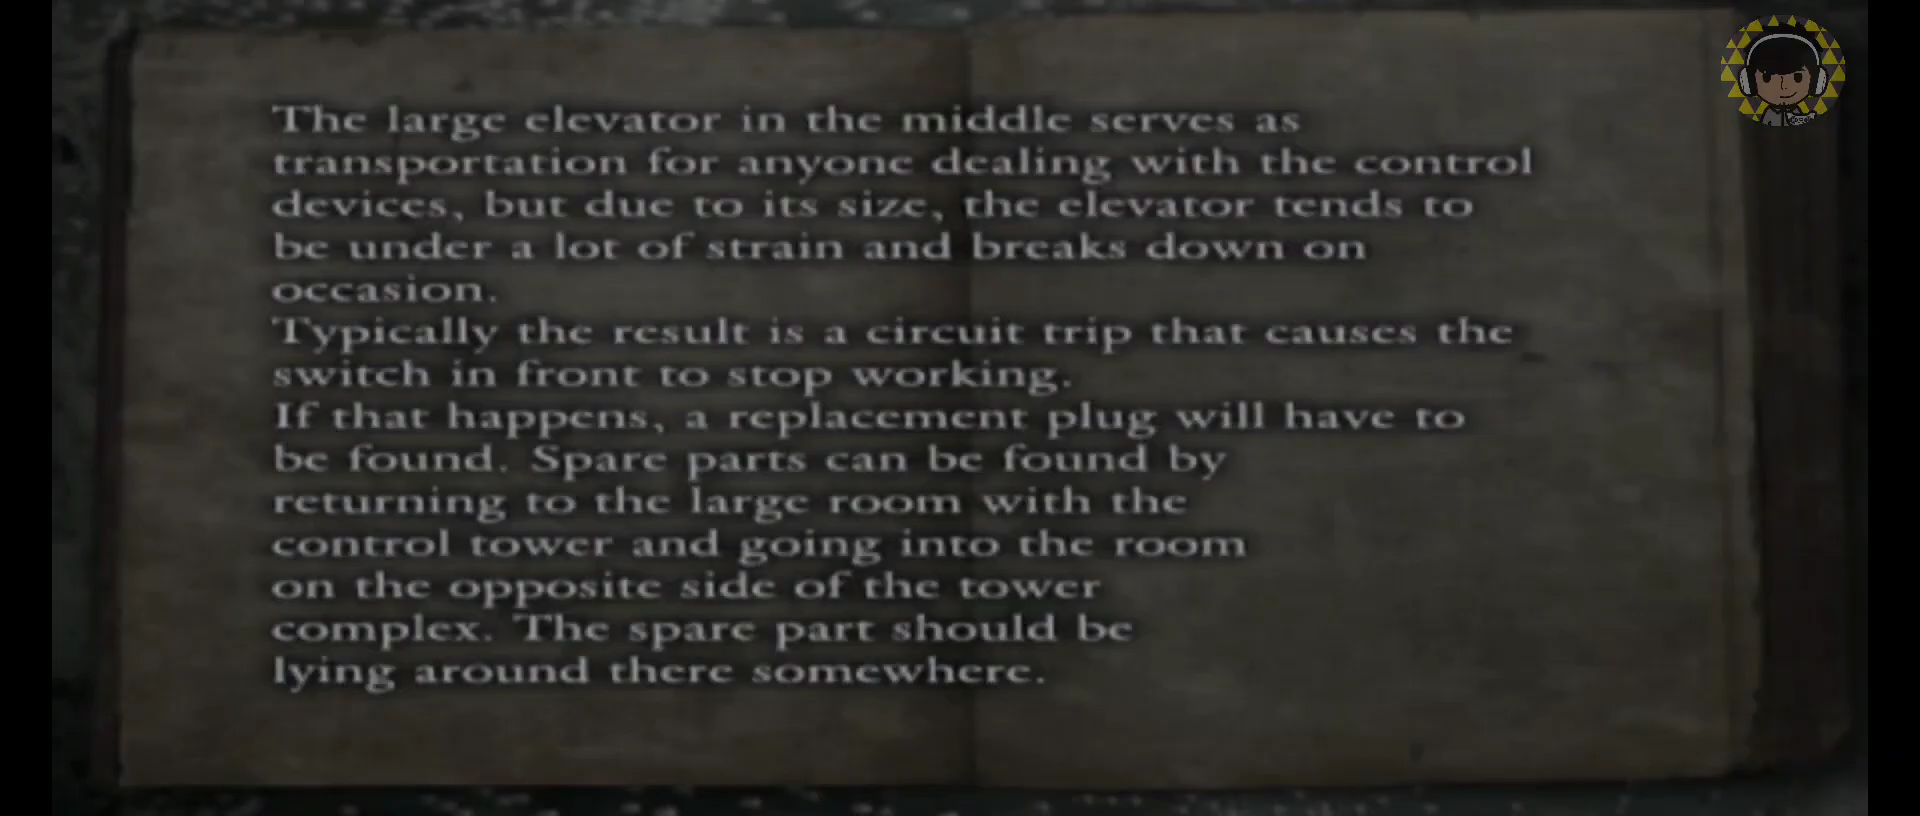 The large elevator in the middle serves as
transportation for anyone dealing with the control
devices, but due to its size, the elevator tends to
be under a lot of strain and breaks down on
occasion.
Typically the result is a circuit trip that causes the
switch in front to stop working.
If that happens, a replacement plug will have to
be found. Spare parts can be found by
returning to the large room with the
control tower and going into the room
on the opposite side of the tower
complex. The spare part should be
lying around there somewhere.